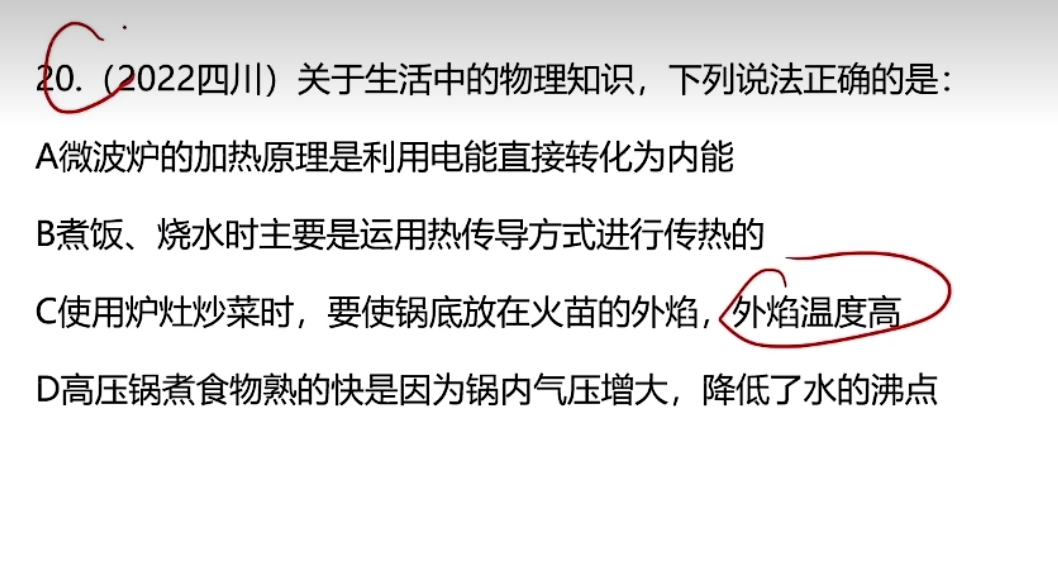 20.（2022四川）关于生活中的物理知识，下列说法正确的是：
A微波炉的加热原理是利用电能直接转化为内能
B煮饭、烧水时主要是运用热传导方式进行传热的
C使用炉灶炒菜时，要使锅底放在火苗的外焰，外焰温度高
D高压锅煮食物熟的快是因为锅内气压增大，降低了水的沸点